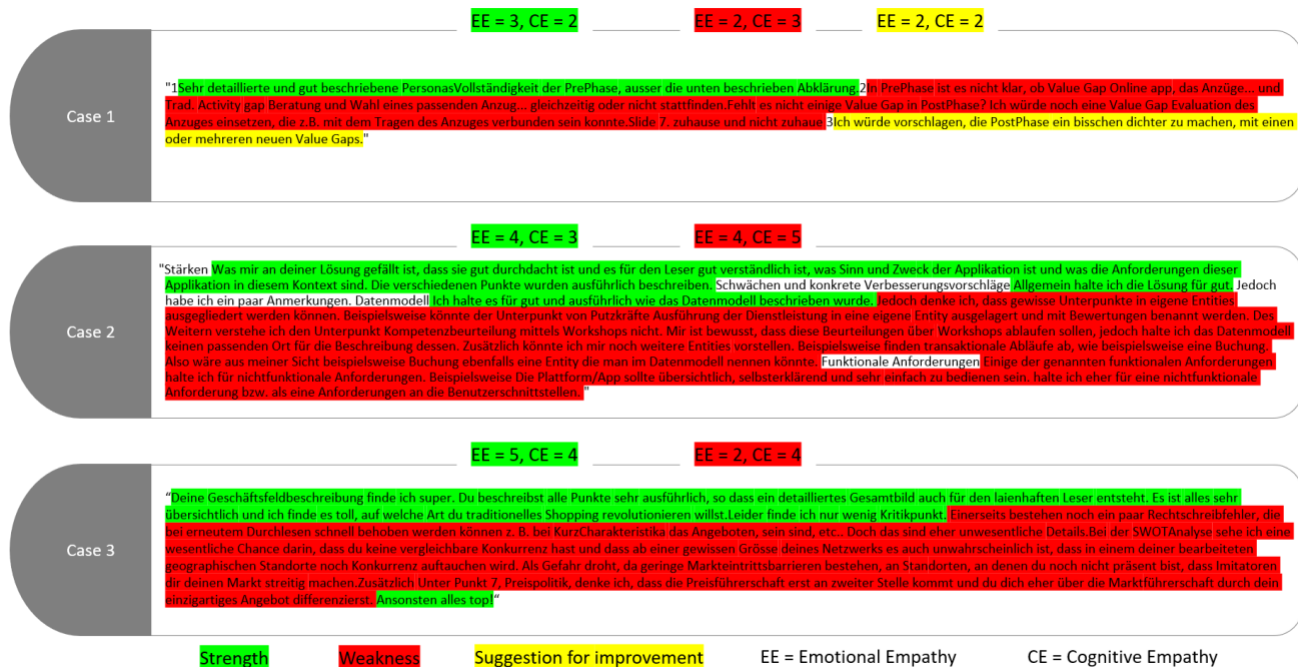 EE = 3, CE = 2 EE = 2, CE = 3 EE = 2, CE = 2
Case 1
"1Sehr detaillierte und gut beschriebene PersonasVollständigkeit der PrePhase, ausser die unten beschrieben Abklärung.2In PrePhase ist es nicht klar, ob Value Gap Online app, das Anzüge... und
Trad. Activity gap Beratung und Wahl eines passenden Anzug... gleichzeitig oder nicht stattfinden.Fehlt es nicht einige Value Gap in PostPhase? Ich würde noch eine Value Gap Evaluation des
Anzuges einsetzen, die z.B. mit dem Tragen des Anzuges verbunden sein konnte.Slide 7. zuhause und nicht zuhaue.3Ich würde vorschlagen, die PostPhase ein bisschen dichter zu machen, mit einen
oder mehreren neuen Value Gaps."
EE = 4, CE = 3 EE = 4, CE = 5
Case 2
"Stärken Was mir an deiner Lösung gefällt ist, dass sie gut durchdacht ist und es für den Leser gut verständlich ist, was Sinn und Zweck der Applikation ist und was die Anforderungen dieser
Applikation in diesem Kontext sind. Die verschiedenen Punkte wurden ausführlich beschreiben. Schwächen und konkrete Verbesserungsvorschläge Allgemein halte ich die Lösung für gut. Jedoch
habe ich ein paar Anmerkungen. Datenmodell Ich halte es für gut und ausführlich wie das Datenmodell beschrieben wurde. Jedoch denke ich, dass gewisse Unterpunkte in eigene Entities
ausgegliedert werden können. Beispielsweise könnte der Unterpunkt von Putzkräfte Ausführung der Dienstleistung in eine eigene Entity ausgelagert und mit Bewertungen benannt werden. Des
Weitern verstehe ich den Unterpunkt Kompetenzbeurteilung mittels Workshops nicht. Mir ist bewusst, dass diese Beurteilungen über Workshops ablaufen sollen, jedoch halte ich das Datenmodell
keinen passenden Ort für die Beschreibung dessen. Zusätzlich könnte ich mir noch weitere Entities vorstellen. Beispielsweise finden transaktionale Abläufe ab, wie beispielsweise eine Buchung.
Also wäre aus meiner Sicht beispielsweise Buchung ebenfalls eine Entity die man im Datenmodell nennen könnte. Funktionale Anforderungen Einige der genannten funktionalen Anforderungen
halte ich für nichtfunktionale Anforderungen. Beispielsweise Die Plattform/App sollte übersichtlich, selbsterklärend und sehr einfach zu bedienen sein. halte ich eher für eine nichtfunktionale
Anforderung bzw. als eine Anforderungen an die Benutzerschnittstellen. "
EE = 5, CE = 4 EE = 2, CE = 4
Case 3
“Deine Geschäftsfeldbeschreibung finde ich super. Du beschreibst alle Punkte sehr ausführlich, so dass ein detailliertes Gesamtbild auch für den laienhaften Leser entsteht. Es ist alles sehr
übersichtlich und ich finde es toll, auf welche Art du traditionelles Shopping revolutionieren willst.Leider finde ich nur wenig Kritikpunkt. Einerseits bestehen noch ein paar Rechtschreibfehler, die
bei erneutem Durchlesen schnell behoben werden können z. B. bei KurzCharakteristika das Angeboten, sein sind, etc.. Doch das sind eher unwesentliche Details.Bei der SWOTAnalyse sehe ich eine
wesentliche Chance darin, dass du keine vergleichbare Konkurrenz hast und dass ab einer gewissen Grösse deines Netzwerks es auch unwahrscheinlich ist, dass in einem deiner bearbeiteten
geographischen Standorte noch Konkurrenz auftauchen wird. Als Gefahr droht, da geringe Markteintrittsbarrieren bestehen, an Standorten, an denen du noch nicht präsent bist, dass Imitatoren
dir deinen Markt streitig machen.Zusätzlich Unter Punkt 7, Preispolitik, denke ich, dass die Preisführerschaft erst an zweiter Stelle kommt und du dich eher über die Marktführerschaft durch dein
einzigartiges Angebot differenzierst. Ansonsten alles top!“
Strength Weakness Suggestion for improvement EE = Emotional Empathy CE = Cognitive Empathy